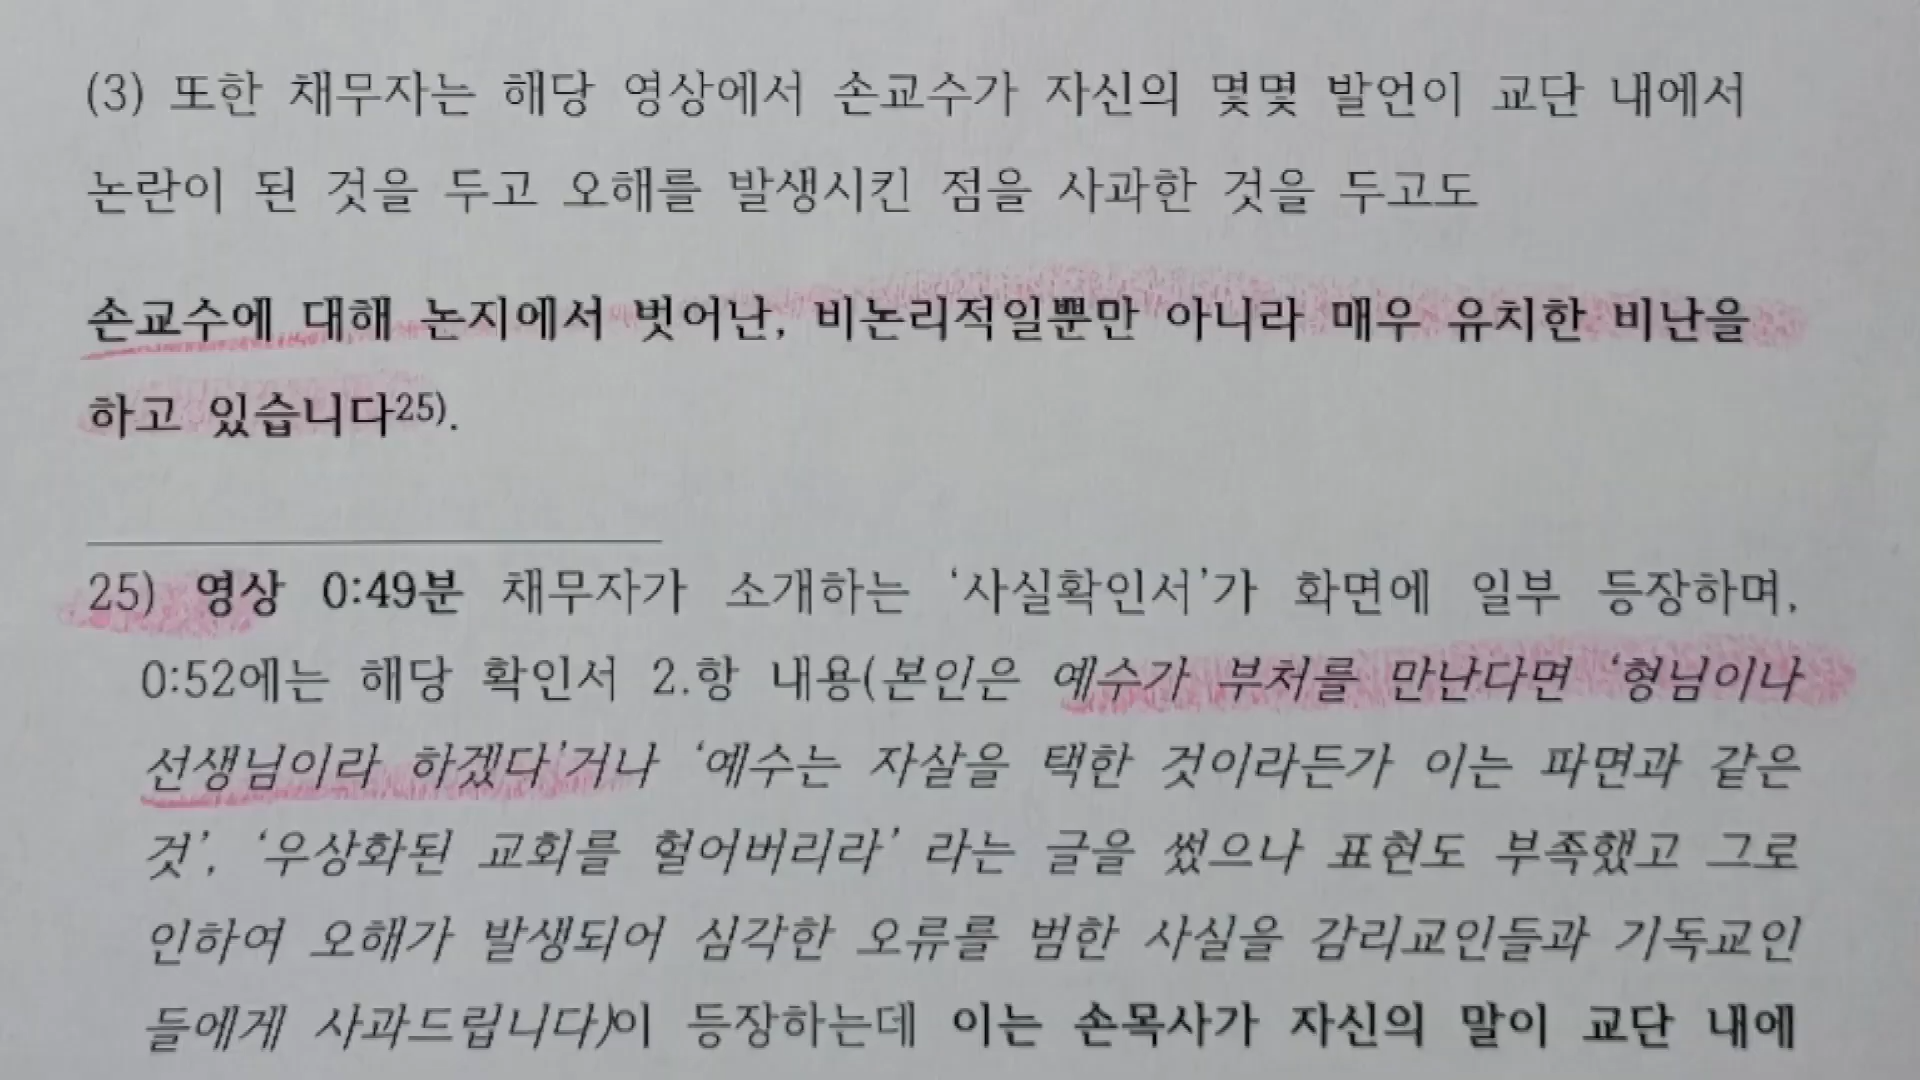 (3) 또한 채무자는 해당 영상에서 손교수가 자신의 몇몇 발언이 교단 내에서
논란이 된 것을 두고 오해를 발생시킨 점을 사과한 것을 두고도
손교수에 대해 논지에서 벗어난, 비논리적일뿐만 아니라 매우 유치한 비난을
하고 있습니다25).
25) 영상 0:49분 채무자가 소개하는 ‘사실확인서’가 화면에 일부 등장하며,
0:52에는 해당 확인서 2.항 내용(본인은 예수가 부처를 만난다면 ‘형님이나
선생님이라 하겠다’거나 ‘예수는 자살을 택한 것이라든가 이는 파면과 같은
것’, ‘우상화된 교회를 헐어버리라’ 라는 글을 썼으나 표현도 부족했고 그로
인하여 오해가 발생되어 심각한 오류를 범한 사실을 감리교인들과 기독교인
들에게 사과드립니다)이 등장하는데 이는 손목사가 자신의 말이 교단 내에